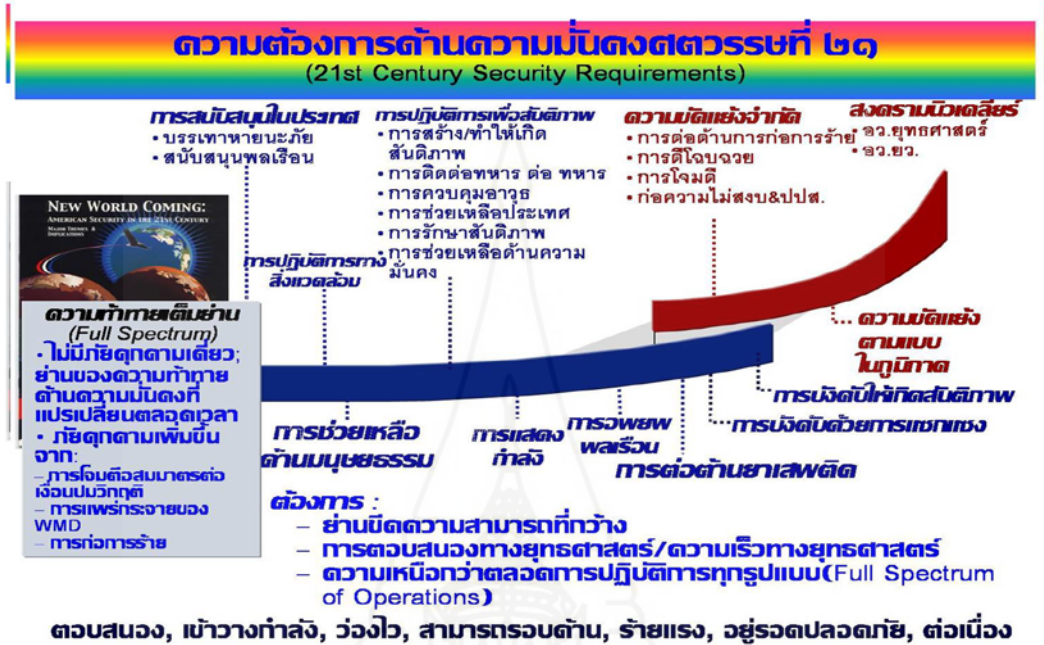 ความต้องการด้านความมั่นคงศตวรรษที่ ๒๑
(21st Century Security Requirements)
การสนับสนุนในประเทศ
• บรรเทาหายนะภัย
• สนับสนุนพลเรือน
การปฏิบัติการเพื่อสันติภาพ
• การสร้าง/ทำให้เกิด
สันติภาพ
• การติดต่อทหาร ต่อ ทหาร
• การควบคุมอาวุธ
• การช่วยเหลือประเทศ
• การรักษาสันติภาพ
• การช่วยเหลือด้านความ
มั่นคง
ความขัดแย้งจำกัด
• การต่อต้านการก่อการร้าย
• การตีโฉบฉวย
• การโจมตี
• ก่อความไม่สงบ&ปปส.
สงครามนิวเคลียร์
• อว.ยุทธศาสตร์
• อว.ยว.
NEW WORLD COMING:
AMERICAN SECURITY IN THE 21ST CENTURY
MAJOR THEMES &
IMPLICATIONS
การปฏิบัติการทาง
สิ่งแวดล้อม
ความท้าทายเต็มย่าน
(Full Spectrum)
• ไม่มีภัยคุกคามเดียว;
ย่านของความท้าทาย
ด้านความมั่นคงที่
แปรเปลี่ยนตลอดเวลา
• ภัยคุกคามเพิ่มขึ้น
จาก:
– การโจมตีอสมมาตรต่อ
เงื่อนปมวิกฤติ
– การแพร่กระจายของ
WMD
– การก่อการร้าย
... ความขัดแย้ง
ตามแบบ
ในภูมิภาค
การบังคับให้เกิดสันติภาพ
การบังคับด้วยการแซกแซง
การช่วยเหลือ
ด้านมนุษยธรรม
การแสดง
กำลัง
การอพยพ
พลเรือน
การต่อต้านยาเสพติด
ต้องการ :
– ย่านขีดความสามารถที่กว้าง
– การตอบสนองทางยุทธศาสตร์/ความเร็วทางยุทธศาสตร์
– ความเหนือกว่าตลอดการปฏิบัติการทุกรูปแบบ(Full Spectrum
of Operations)
ตอบสนอง, เข้าวางกำลัง, ว่องไว, สามารถรอบด้าน, ร้ายแรง, อยู่รอดปลอดภัย, ต่อเนื่อง